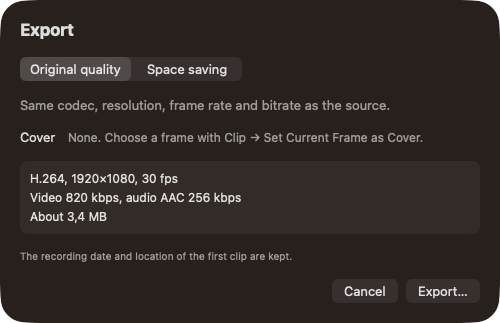 Export
Original quality Space saving
Same codec, resolution, frame rate and bitrate as the source.
Cover None. Choose a frame with Clip → Set Current Frame as Cover.
H.264, 1920×1080, 30 fps
Video 820 kbps, audio AAC 256 kbps
About 3,4 MB
The recording date and location of the first clip are kept.
Cancel Export...